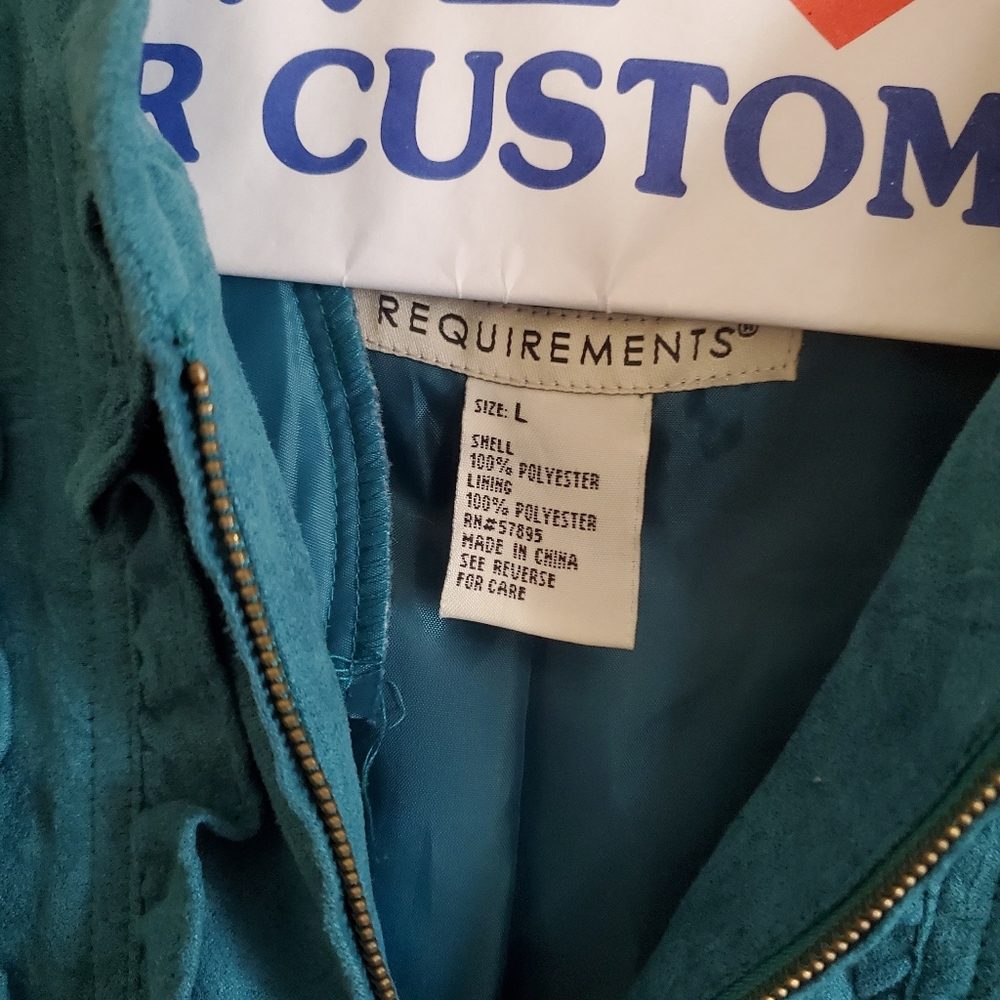 R CUSTOM
REQUIREMENTS®
SIZE: L
SHELL
100% POLYESTER
LINING
100% POLYESTER
RN#57895
MADE IN CHINA
SEE REVERSE
FOR CARE